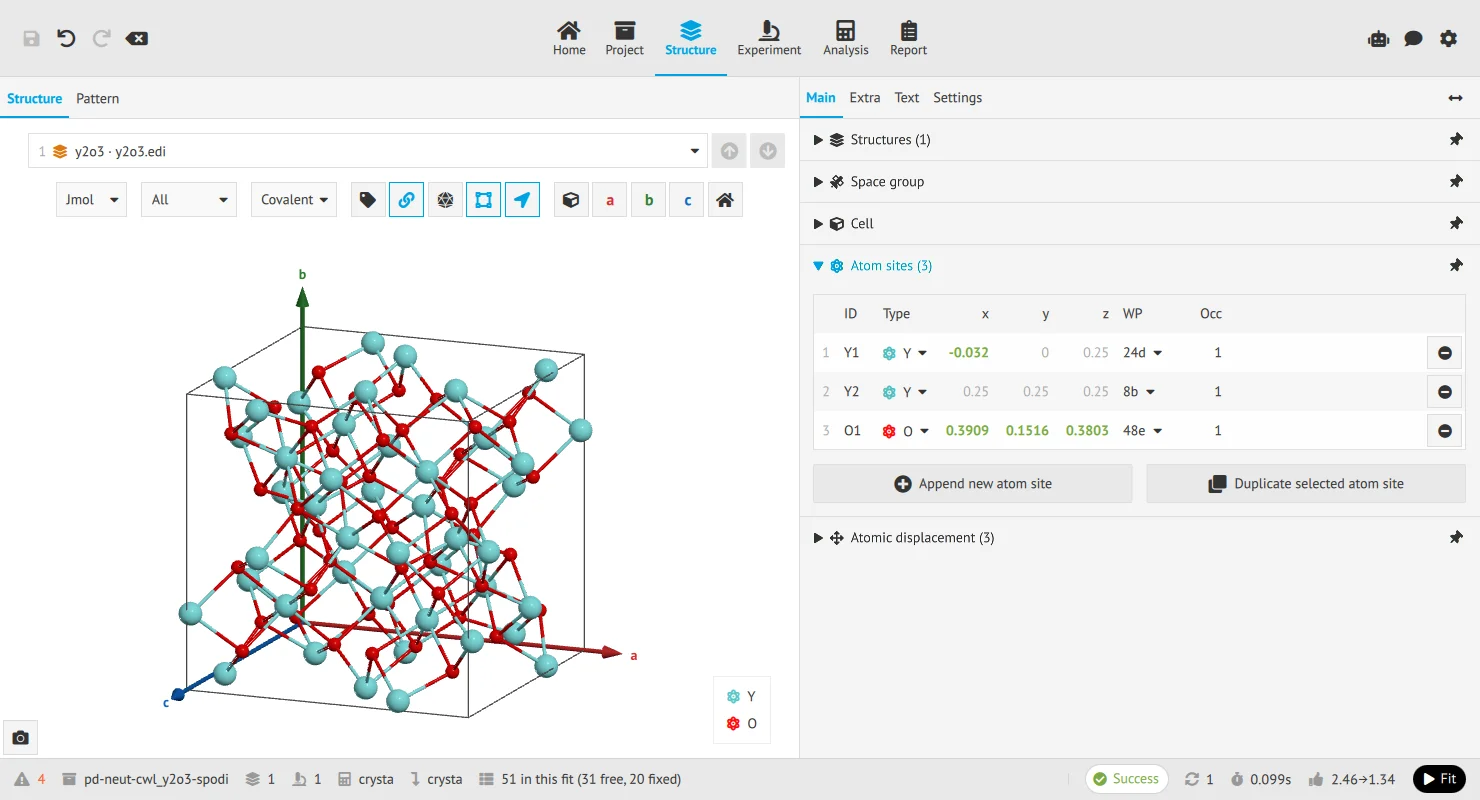 Home Project Structure Experiment Analysis Report
Structure Pattern
Main Extra Text Settings
1 y2o3 · y2o3.edi
Jmol All Covalent a b c
b
a
c
Y
O
Structures (1)
Space group
Cell
Atom sites (3)
ID Type x y z WP Occ
1 Y1 Y -0.032 0 0.25 24d 1
2 Y2 Y 0.25 0.25 0.25 8b 1
3 O1 O 0.3909 0.1516 0.3803 48e 1
Append new atom site Duplicate selected atom site
Atomic displacement (3)
4 pd-neut-cwl_y2o3-spodi 1 1 crysta crysta 51 in this fit (31 free, 20 fixed) Success 1 0.099s 2.46→1.34 Fit